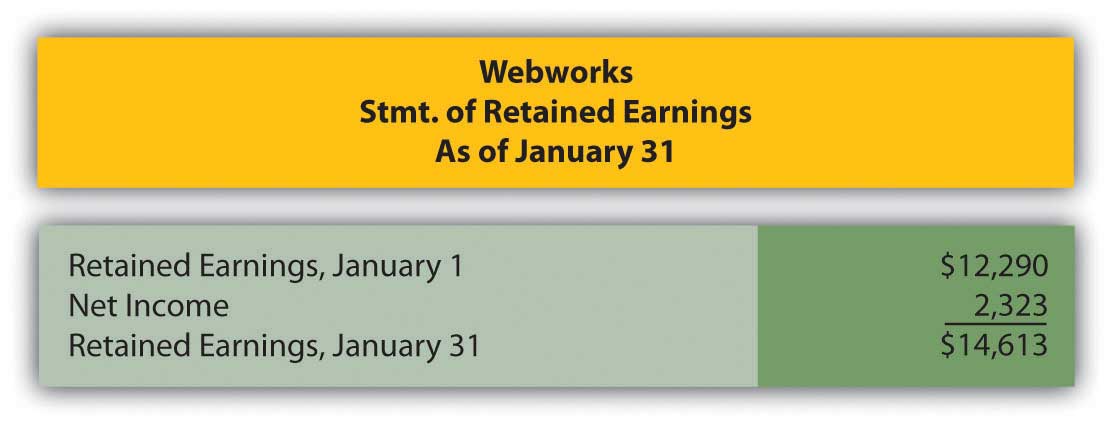 Webworks
Stmt. of Retained Earnings
As of January 31
Retained Earnings, January 1 $12,290
Net Income 2,323
Retained Earnings, January 31 $14,613